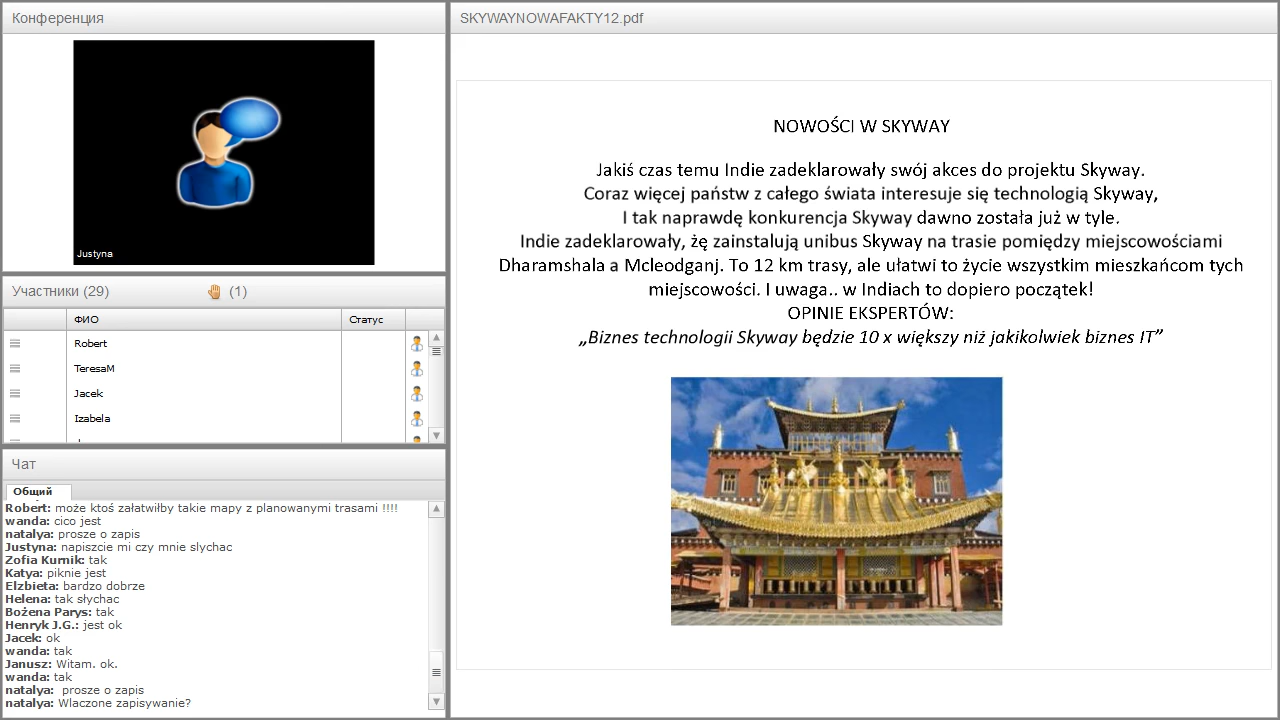 Конференция
Justyna
Участники (29)
(1)
ФИО
Статус
Robert
TeresaM
Jacek
Izabela
Чат
Общий
Robert: może ktoś załatwiłby takie mapy z planowanymi trasami !!!!
wanda: cico jest
natalya: prosze o zapis
Justyna: napiszcie mi czy mnie slychac
Zofia Kurnik: tak
Katya: piknie jest
Elżbieta: bardzo dobrze
Helena: tak słychac
Bożena Parys: tak
Henryk J.G.: jest ok
Jacek: ok
wanda: tak
Janusz: Witam. ok.
wanda: tak
natalya: prosze o zapis
natalya: Wlaczone zapisywanie?
SKYWAYNOWAFAKTY12.pdf
NOWOŚCI W SKYWAY
Jakiś czas temu Indie zadeklarowały swój akces do projektu Skyway.
Coraz więcej państw z całego świata interesuje się technologią Skyway,
I tak naprawdę konkurencja Skyway dawno została już w tyle.
Indie zadeklarowały, żę zainstalują unibus Skyway na trasie pomiędzy miejscowościami
Dharamshala a Mcleodganj. To 12 km trasy, ale ułatwi to życie wszystkim mieszkańcom tych
miejscowości. I uwaga.. w Indiach to dopiero początek!
OPINIE EKSPERTÓW:
„Biznes technologii Skyway będzie 10 x większy niż jakikolwiek biznes IT”